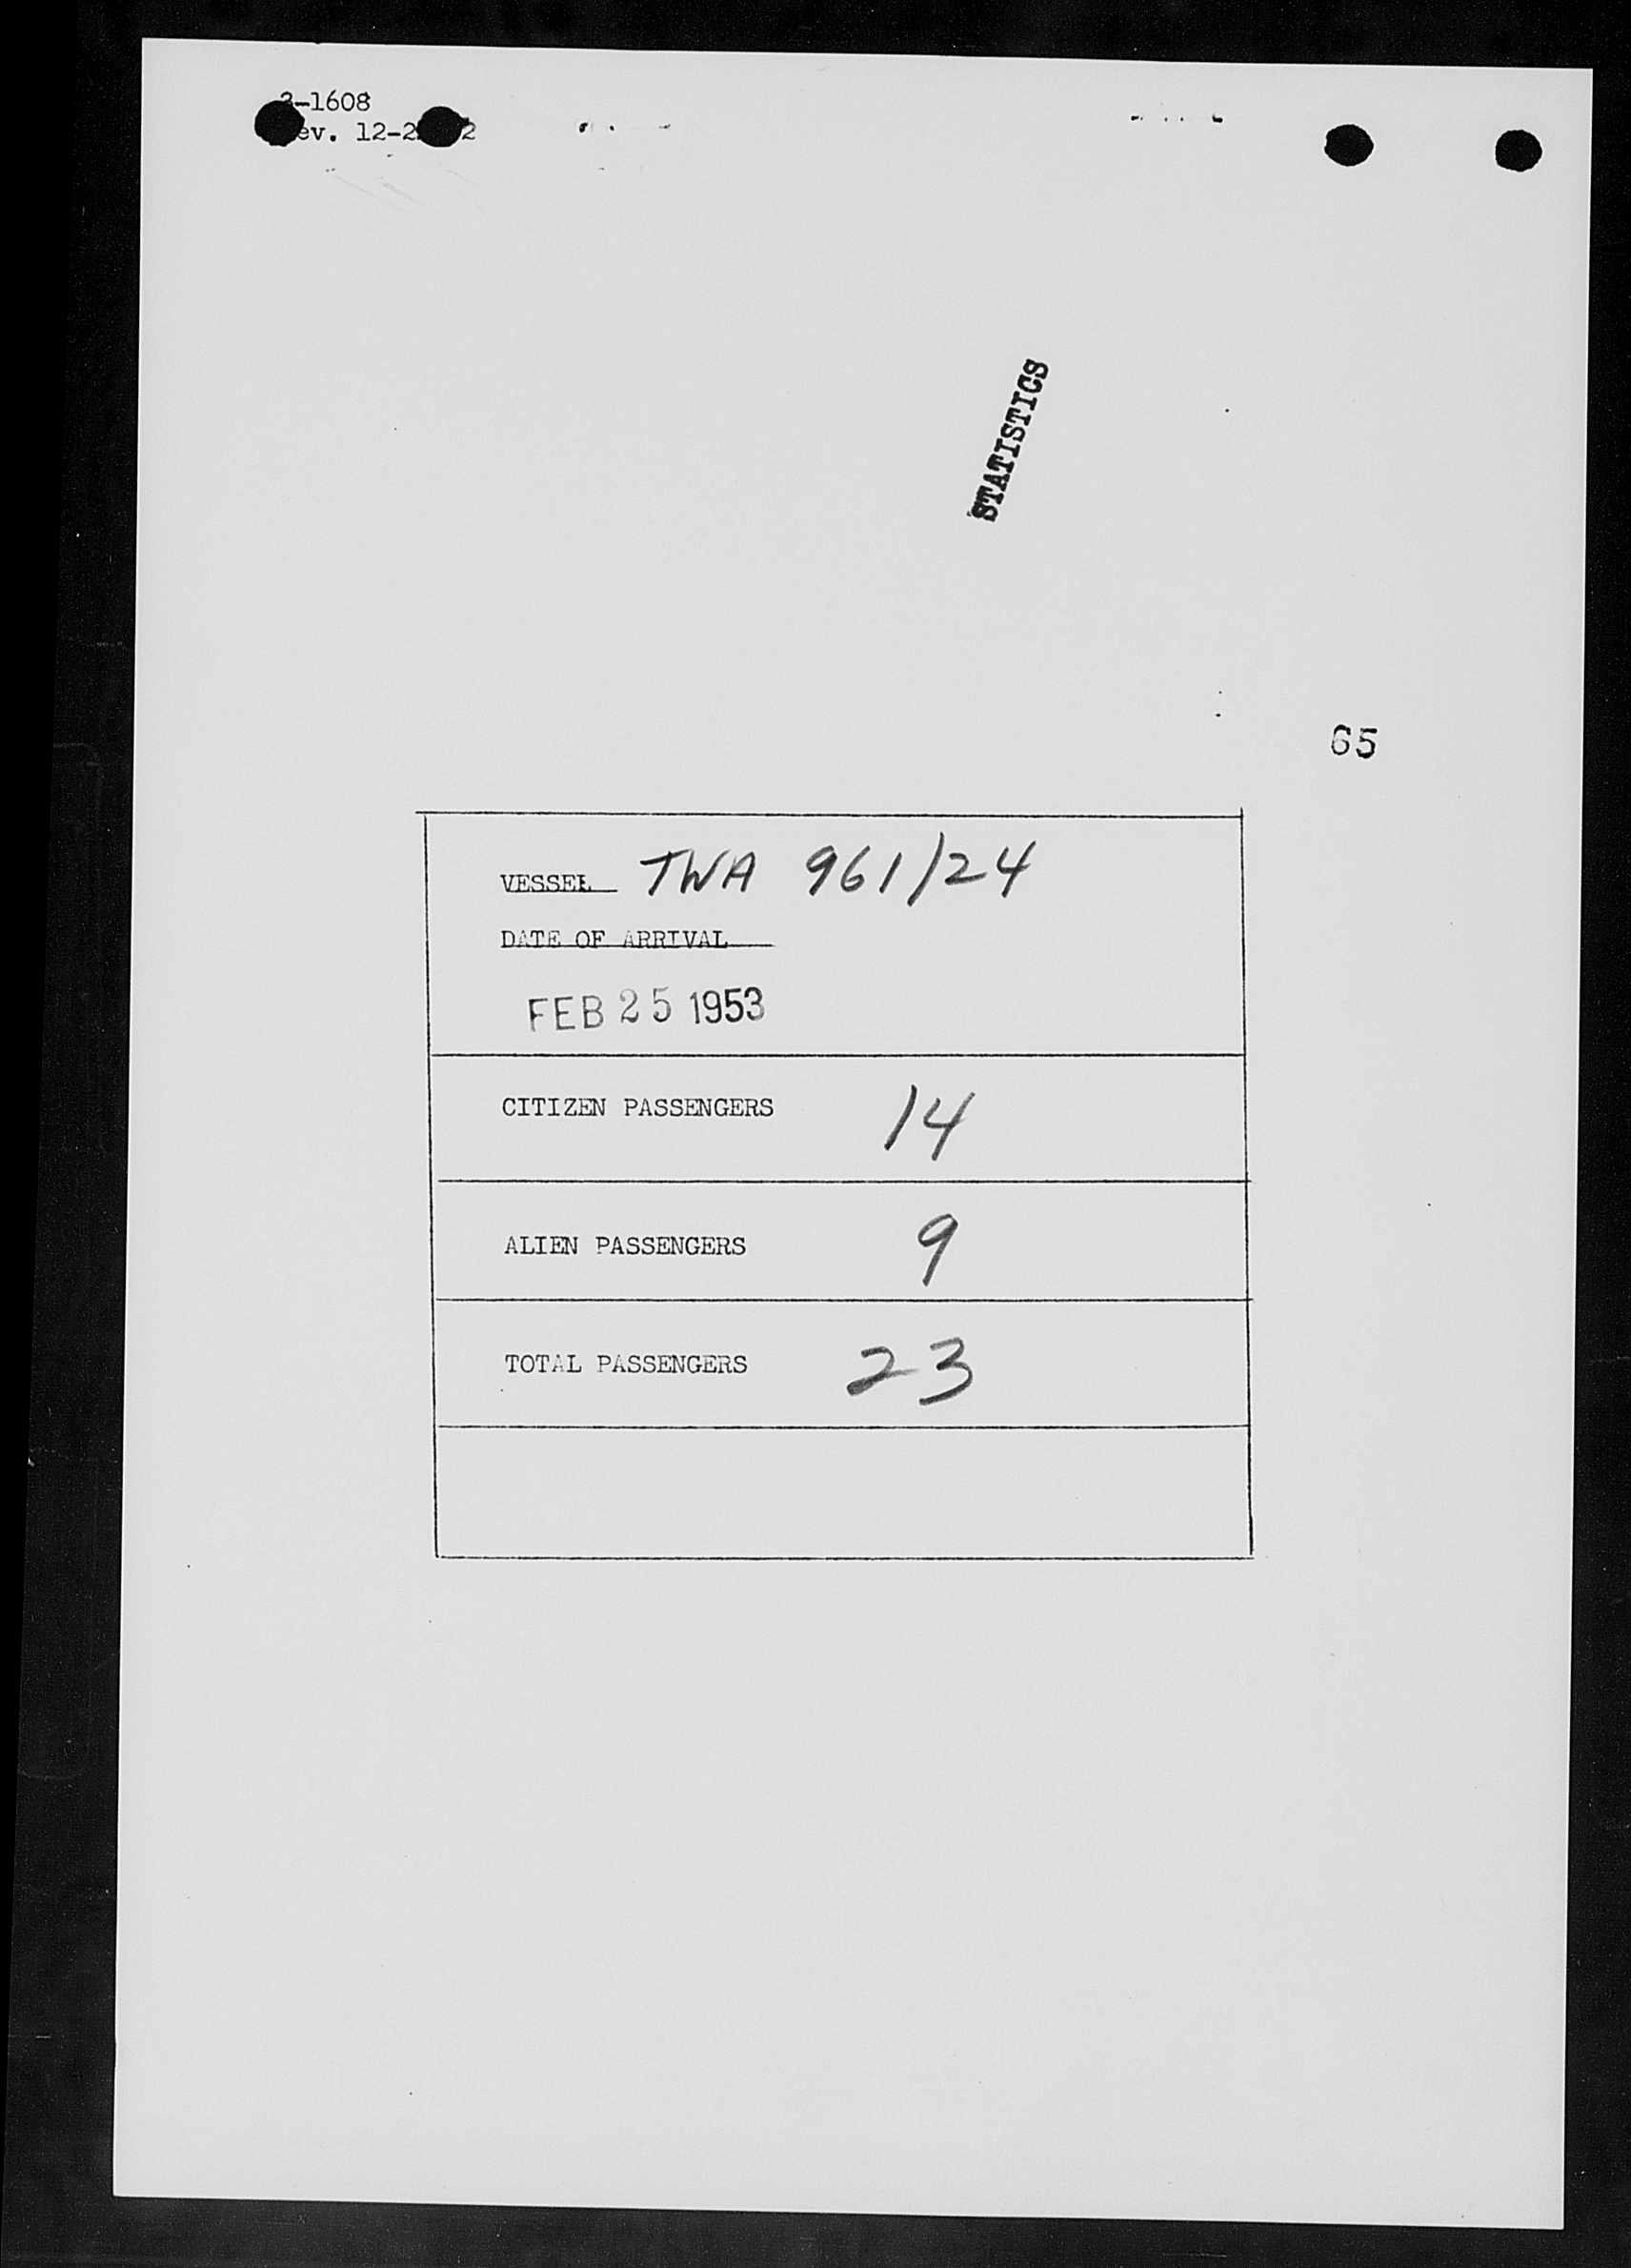 -1608
ev. 12-2
STATISTICS
65
VESSEL TWA 961/24
DATE OF ARRIVAL
FEB 25 1953
CITIZEN PASSENGERS 14
ALIEN PASSENGERS 9
TOTAL PASSENGERS 23